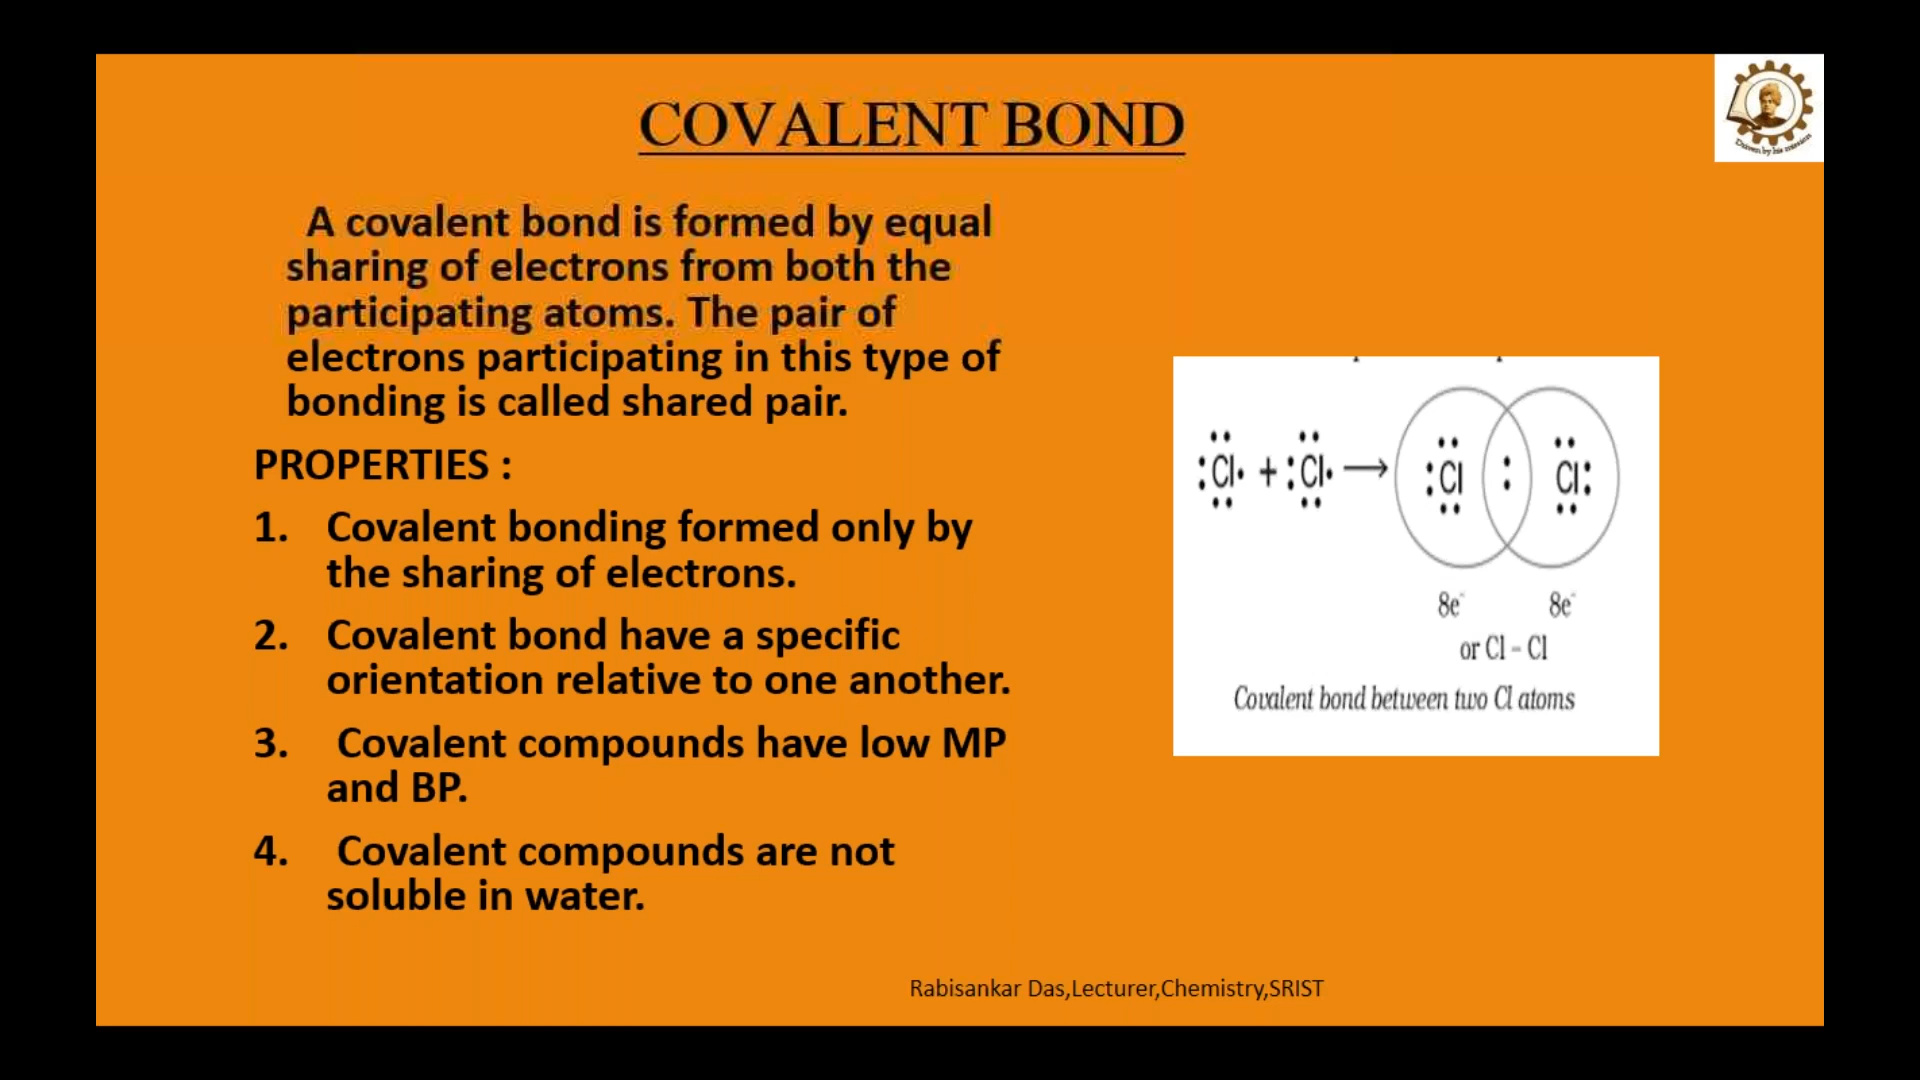 COVALENT BOND
A covalent bond is formed by equal
sharing of electrons from both the
participating atoms. The pair of
electrons participating in this type of
bonding is called shared pair.
PROPERTIES :
1. Covalent bonding formed only by
the sharing of electrons.
2. Covalent bond have a specific
orientation relative to one another.
3. Covalent compounds have low MP
and BP.
4. Covalent compounds are not
soluble in water.
:Cl· + :Cl· → :Cl : Cl:
8e⁻ 8e⁻
or Cl – Cl
Covalent bond between two Cl atoms
Rabisankar Das,Lecturer,Chemistry,SRIST
Driven by his mission